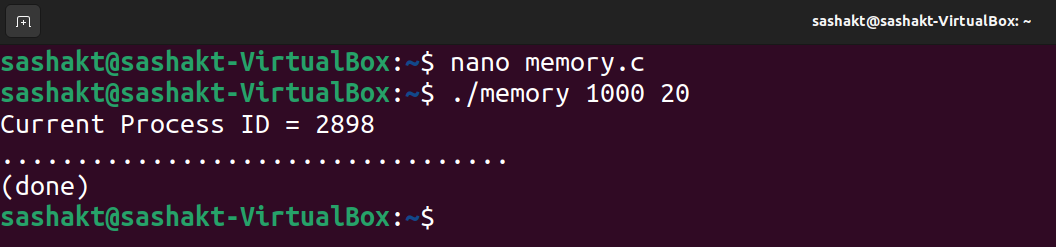 sashakt@sashakt-VirtualBox: ~
sashakt@sashakt-VirtualBox:~$ nano memory.c
sashakt@sashakt-VirtualBox:~$ ./memory 1000 20
Current Process ID = 2898
..................................
(done)
sashakt@sashakt-VirtualBox:~$